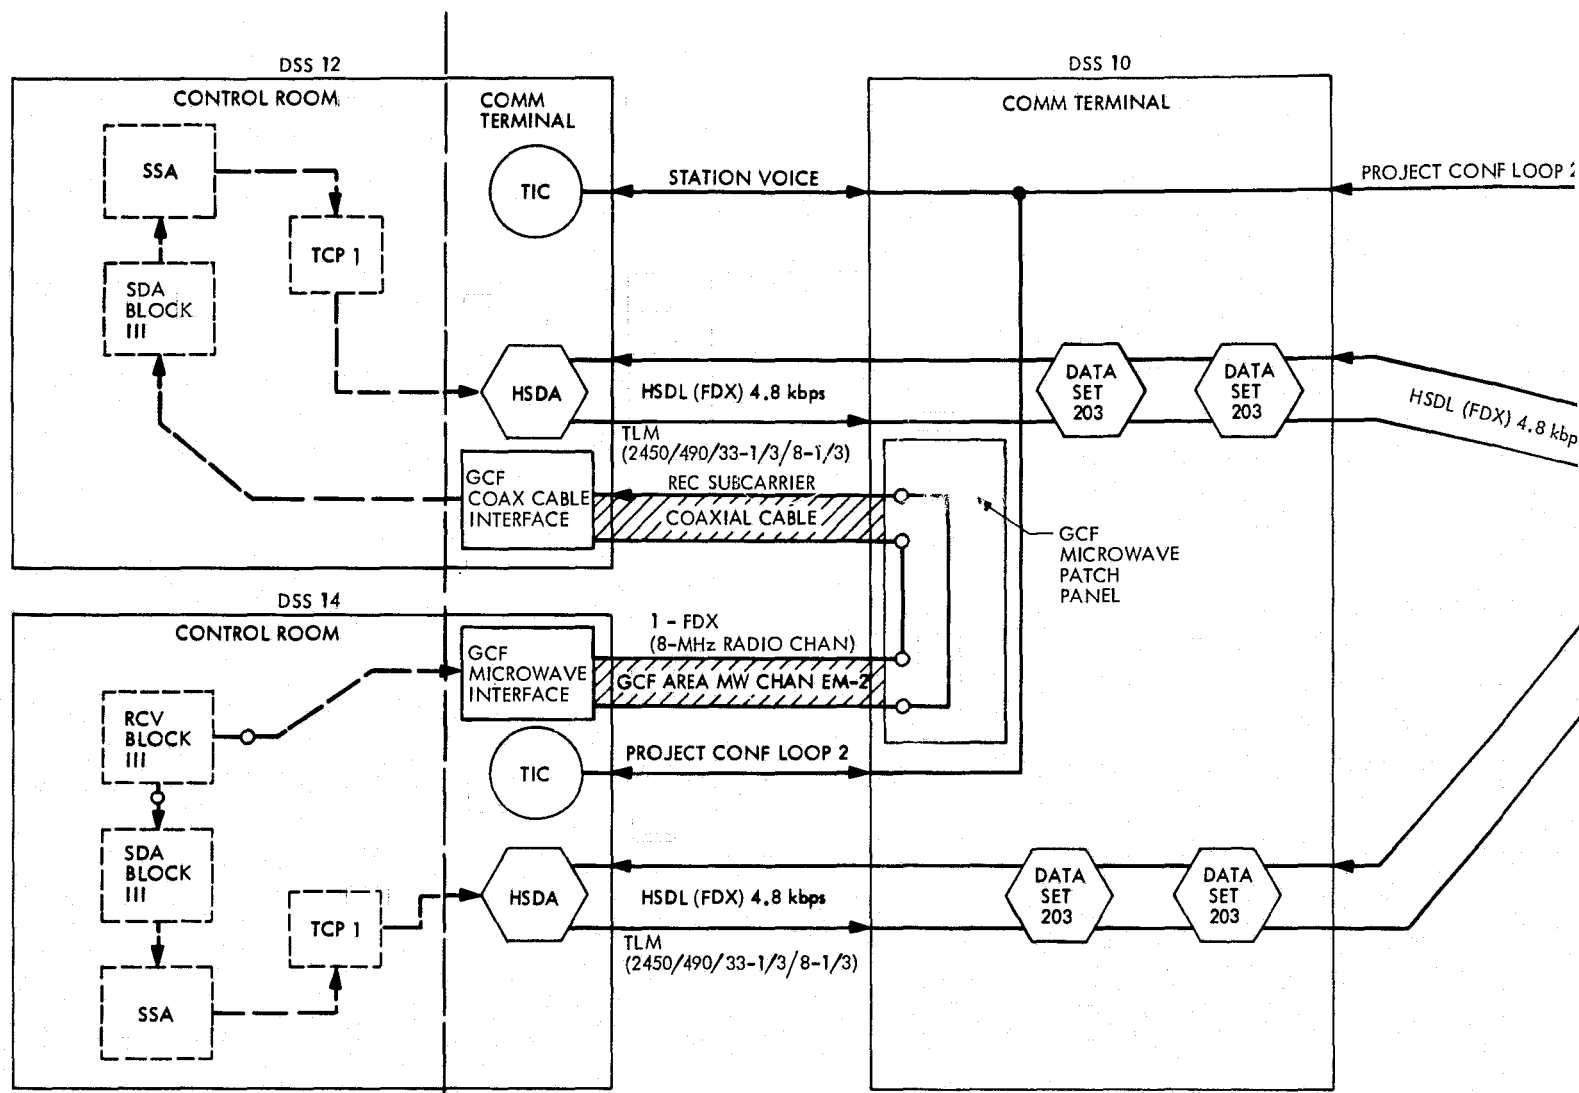 DSS 12
CONTROL ROOM
SSA
TCP 1
SDA
BLOCK
III
COMM
TERMINAL
TIC
HSDA
GCF
COAX CABLE
INTERFACE
STATION VOICE
HSDL (FDX) 4.8 kbps
TLM
(2450/490/33-1/3/8-1/3)
REC SUBCARRIER
COAXIAL CABLE
DSS 10
COMM TERMINAL
PROJECT CONF LOOP 2
DATA
SET
203
DATA
SET
203
HSDL (FDX) 4.8 kbp
GCF
MICROWAVE
PATCH
PANEL
DSS 14
CONTROL ROOM
RCV
BLOCK
III
SDA
BLOCK
III
SSA
TCP 1
GCF
MICROWAVE
INTERFACE
TIC
HSDA
1 - FDX
(8-MHz RADIO CHAN)
GCF AREA MW CHAN EM-2
PROJECT CONF LOOP 2
HSDL (FDX) 4.8 kbps
TLM
(2450/490/33-1/3/8-1/3)
DATA
SET
203
DATA
SET
203